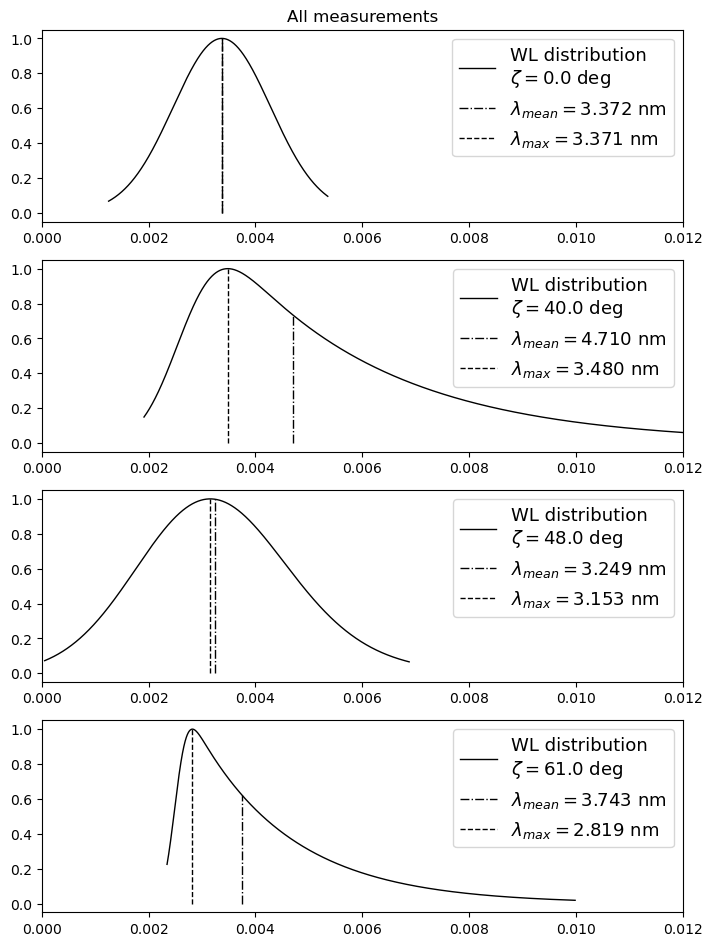 All measurements
1.0
0.8
0.6
0.4
0.2
0.0
WL distribution
ζ = 0.0 deg
λmean = 3.372 nm
λmax = 3.371 nm
0.000 0.002 0.004 0.006 0.008 0.010 0.012
1.0
0.8
0.6
0.4
0.2
0.0
WL distribution
ζ = 40.0 deg
λmean = 4.710 nm
λmax = 3.480 nm
0.000 0.002 0.004 0.006 0.008 0.010 0.012
1.0
0.8
0.6
0.4
0.2
0.0
WL distribution
ζ = 48.0 deg
λmean = 3.249 nm
λmax = 3.153 nm
0.000 0.002 0.004 0.006 0.008 0.010 0.012
1.0
0.8
0.6
0.4
0.2
0.0
WL distribution
ζ = 61.0 deg
λmean = 3.743 nm
λmax = 2.819 nm
0.000 0.002 0.004 0.006 0.008 0.010 0.012